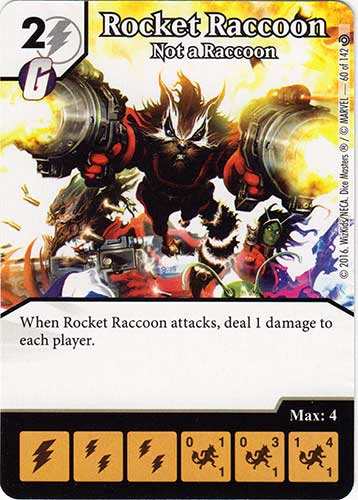 2
G
Rocket Raccoon
Not a Raccoon
© 2016. WizKids/NECA. Dice Masters ® / © MARVEL — 60 of 142
When Rocket Raccoon attacks, deal 1 damage to
each player.
Max: 4
0 1 1
0 3 1
1 4 1